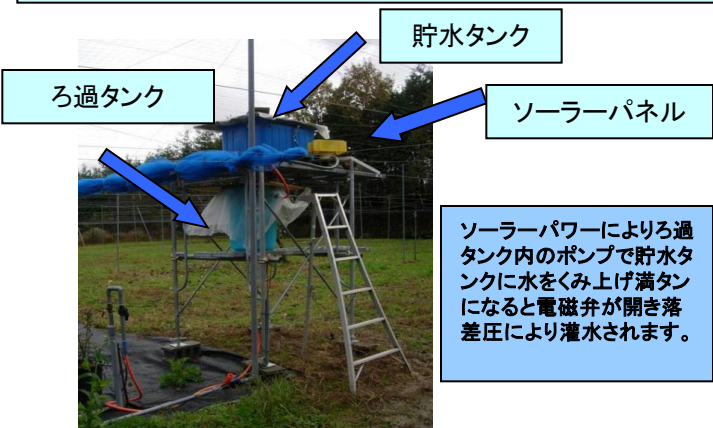 貯水タンク
ろ過タンク
ソーラーパネル
ソーラーパワーによりろ過
タンク内のポンプで貯水タ
ンクに水をくみ上げ満タン
になると電磁弁が開き落
差圧により灌水されます。